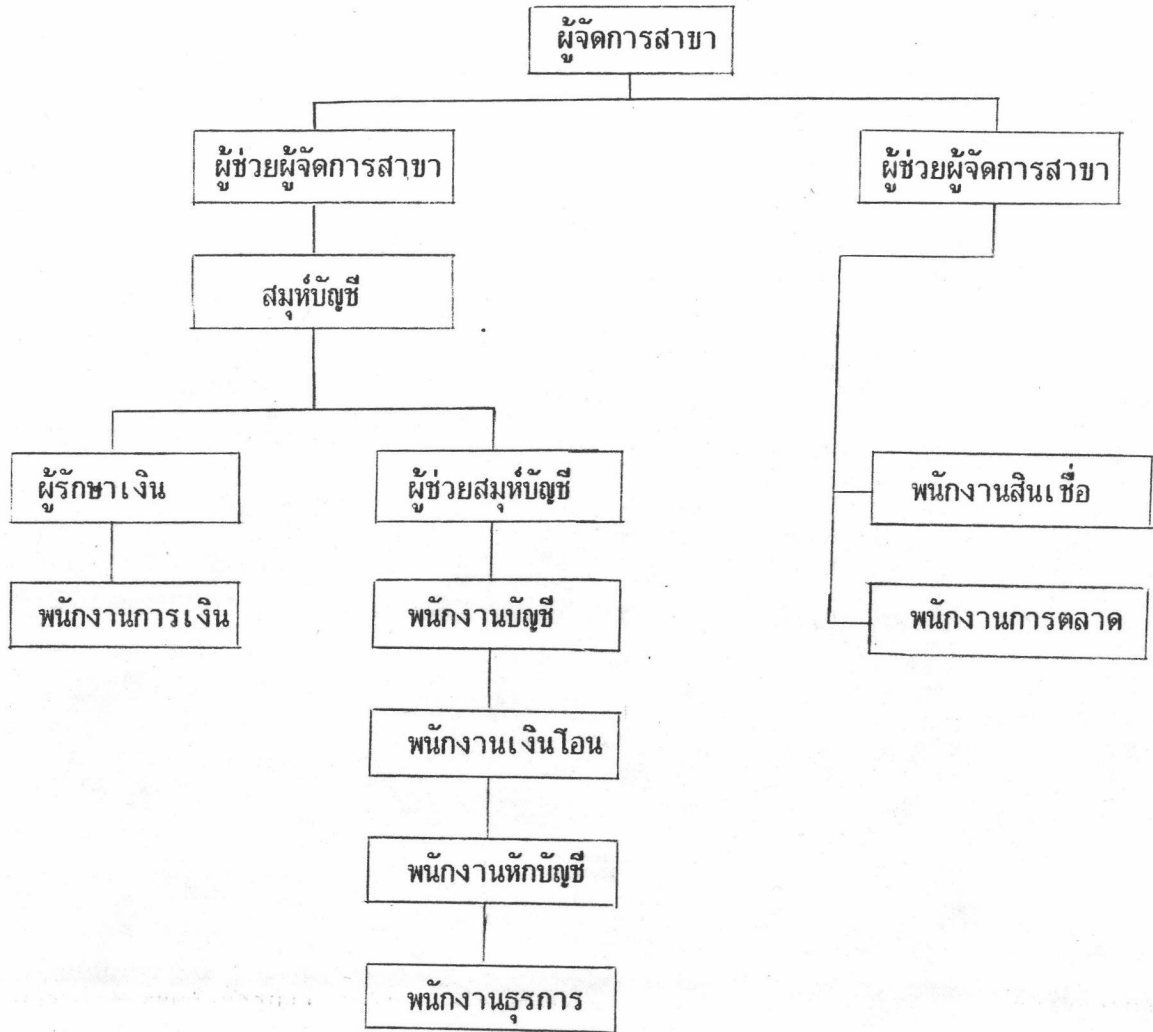 ผู้จัดการสาขา
ผู้ช่วยผู้จัดการสาขา
ผู้ช่วยผู้จัดการสาขา
สมุห์บัญชี
ผู้รักษาเงิน
ผู้ช่วยสมุห์บัญชี
พนักงานสินเชื่อ
พนักงานการเงิน
พนักงานบัญชี
พนักงานการตลาด
พนักงานเงินโอน
พนักงานหักบัญชี
พนักงานธุรการ